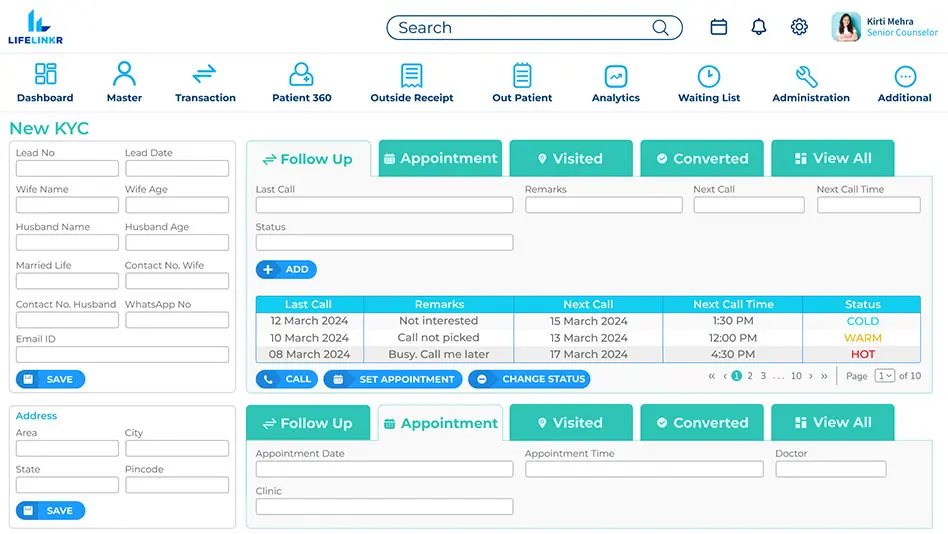 LIFELINKR
Search
Kirti Mehra
Senior Counselor
Dashboard Master Transaction Patient 360 Outside Receipt Out Patient Analytics Waiting List Administration Additional
New KYC
Lead No Lead Date
Wife Name Wife Age
Husband Name Husband Age
Married Life Contact No. Wife
Contact No. Husband WhatsApp No
Email ID
SAVE
Follow Up Appointment Visited Converted View All
Last Call Remarks Next Call Next Call Time
Status
ADD
Last Call Remarks Next Call Next Call Time Status
12 March 2024 Not interested 15 March 2024 1:30 PM COLD
10 March 2024 Call not picked 13 March 2024 12:00 PM WARM
08 March 2024 Busy. Call me later 17 March 2024 4:30 PM HOT
CALL SET APPOINTMENT CHANGE STATUS « ‹ 1 2 3 ... 10 › » Page 1 of 10
Address
Area City
State Pincode
SAVE
Follow Up Appointment Visited Converted View All
Appointment Date Appointment Time Doctor
Clinic